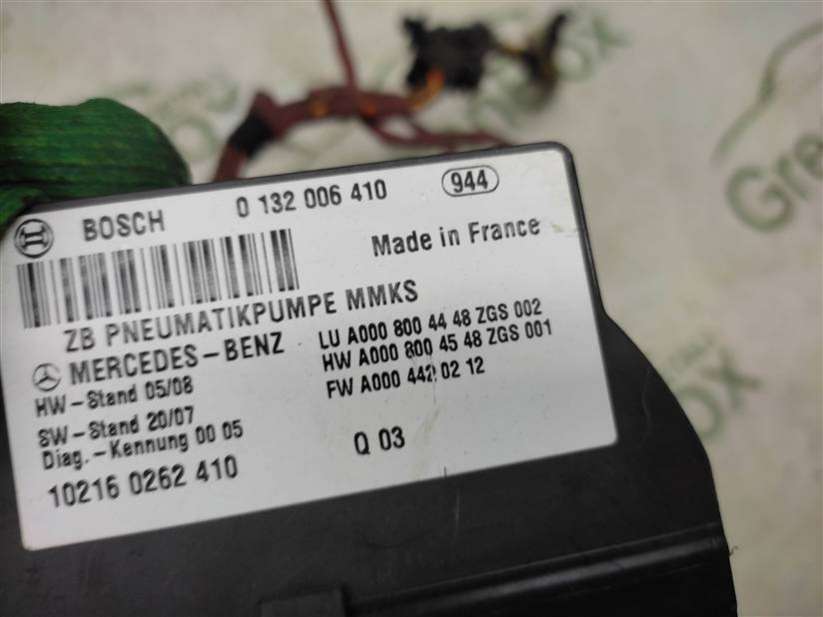 BOSCH 0 132 006 410 944
Made in France
ZB PNEUMATIKPUMPE MMKS
MERCEDES-BENZ
LU A000 800 44 48 ZGS 002
HW A000 800 45 48 ZGS 001
FW A000 442 02 12
HW-Stand 05/08
SW-Stand 20/07
Diag.-Kennung 00 05
Q 03
10216 0262 410